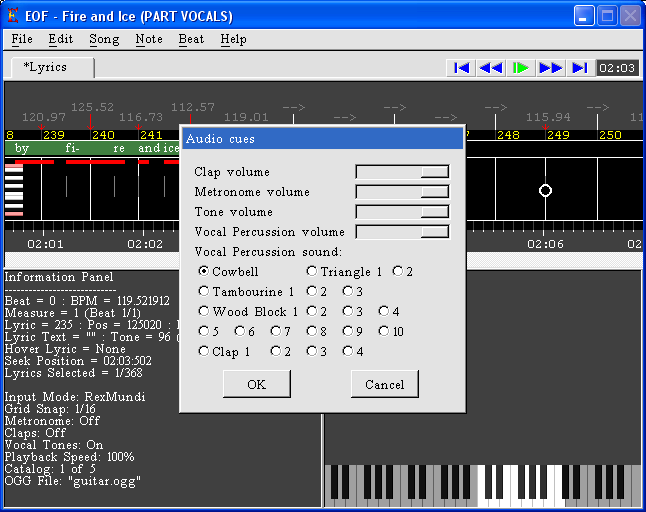 EOF - Fire and Ice (PART VOCALS)
File Edit Song Note Beat Help
*Lyrics
02:03
120.97 125.52 116.73 112.57 119.01 --> --> --> --> --> 115.94 -->
8 239 240 241 247 248 249 250
by fi- re and ice
02:01 02:02 02:06
Audio cues
Clap volume
Metronome volume
Tone volume
Vocal Percussion volume
Vocal Percussion sound:
Cowbell Triangle 1 2
Tambourine 1 2 3
Wood Block 1 2 3 4
5 6 7 8 9 10
Clap 1 2 3 4
OK Cancel
Information Panel
----------------------------
Beat = 0 : BPM = 119.521912
Measure = 1 (Beat 1/1)
Lyric = 235 : Pos = 125020 :
Lyric Text = "" : Tone = 96 (
Hover Lyric = None
Seek Position = 02:03:502
Lyrics Selected = 1/368
Input Mode: RexMundi
Grid Snap: 1/16
Metronome: Off
Claps: Off
Vocal Tones: On
Playback Speed: 100%
Catalog: 1 of 5
OGG File: "guitar.ogg"